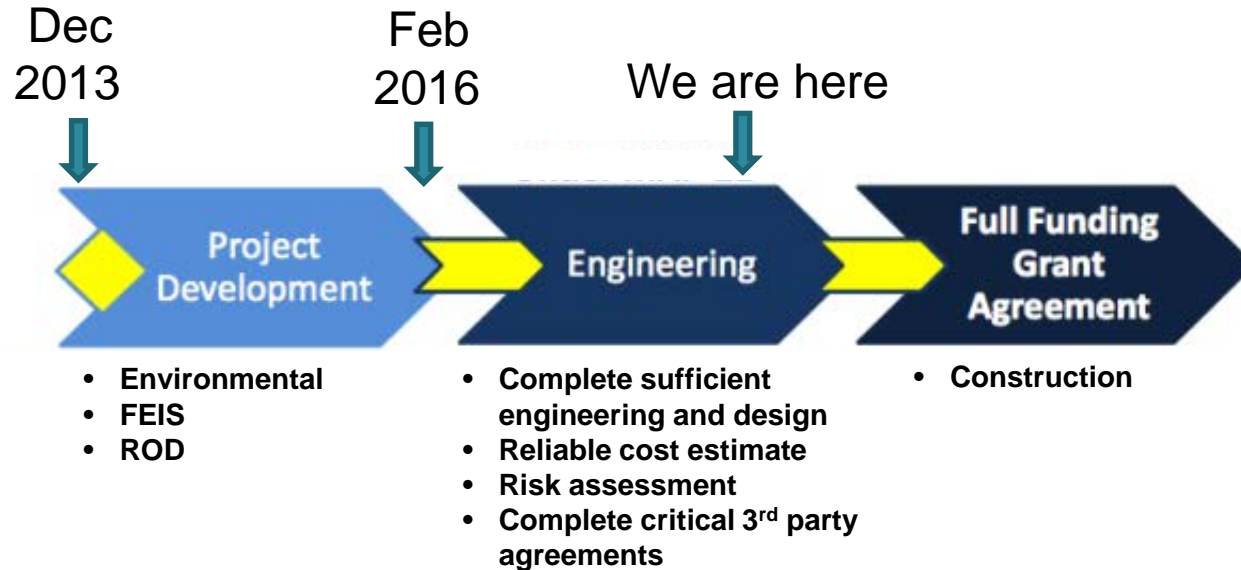 Dec
2013
Feb
2016
We are here
Project
Development
Engineering
Full Funding
Grant
Agreement
• Environmental
• FEIS
• ROD
• Complete sufficient
engineering and design
• Reliable cost estimate
• Risk assessment
• Complete critical 3rd party
agreements
• Construction